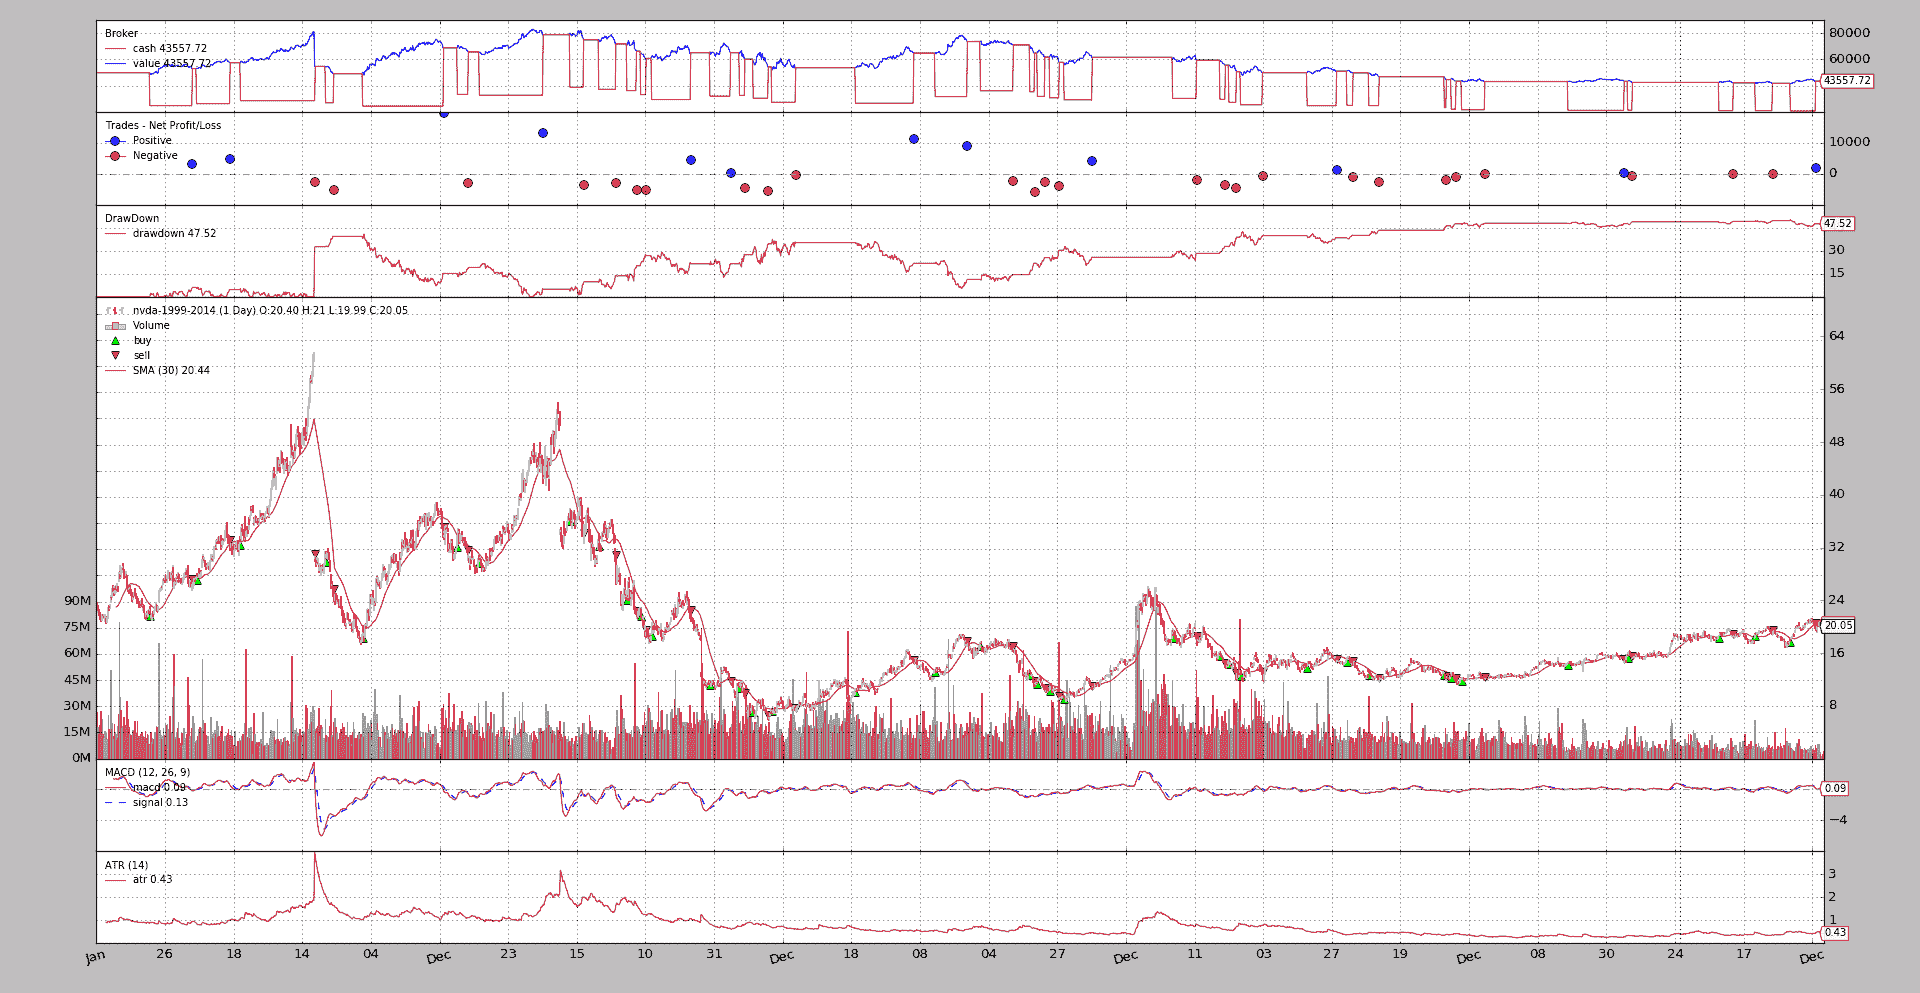 Broker
cash 43557.72
value 43557.72
80000
60000
43557.72
Trades - Net Profit/Loss
Positive
Negative
10000
0
DrawDown
drawdown 47.52
47.52
30
15
nvda-1999-2014 (1 Day) O:20.40 H:21 L:19.99 C:20.05
Volume
buy
sell
SMA (30) 20.44
64
56
48
40
32
24
20.05
16
8
90M
75M
60M
45M
30M
15M
0M
MACD (12, 26, 9)
macd 0.09
signal 0.13
0.09
−4
ATR (14)
atr 0.43
3
2
1
0.43
Jan 26 18 14 04 Dec 23 15 10 31 Dec 18 04 27 Dec 11 03 27 19 Dec 08 30 24 17 Dec